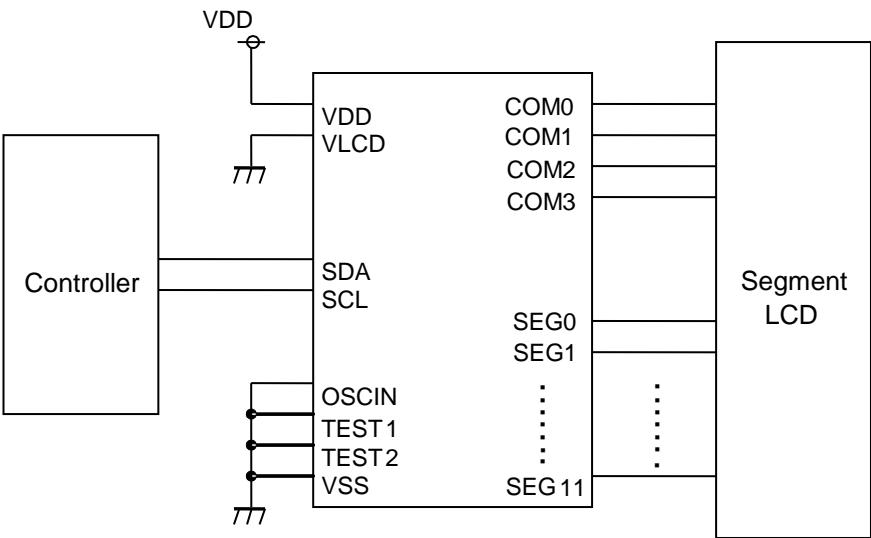 VDD
VDD
VLCD
COM0
COM1
COM2
COM3
Controller
SDA
SCL
Segment
LCD
SEG0
SEG1
OSCIN
TEST1
TEST2
VSS
SEG11